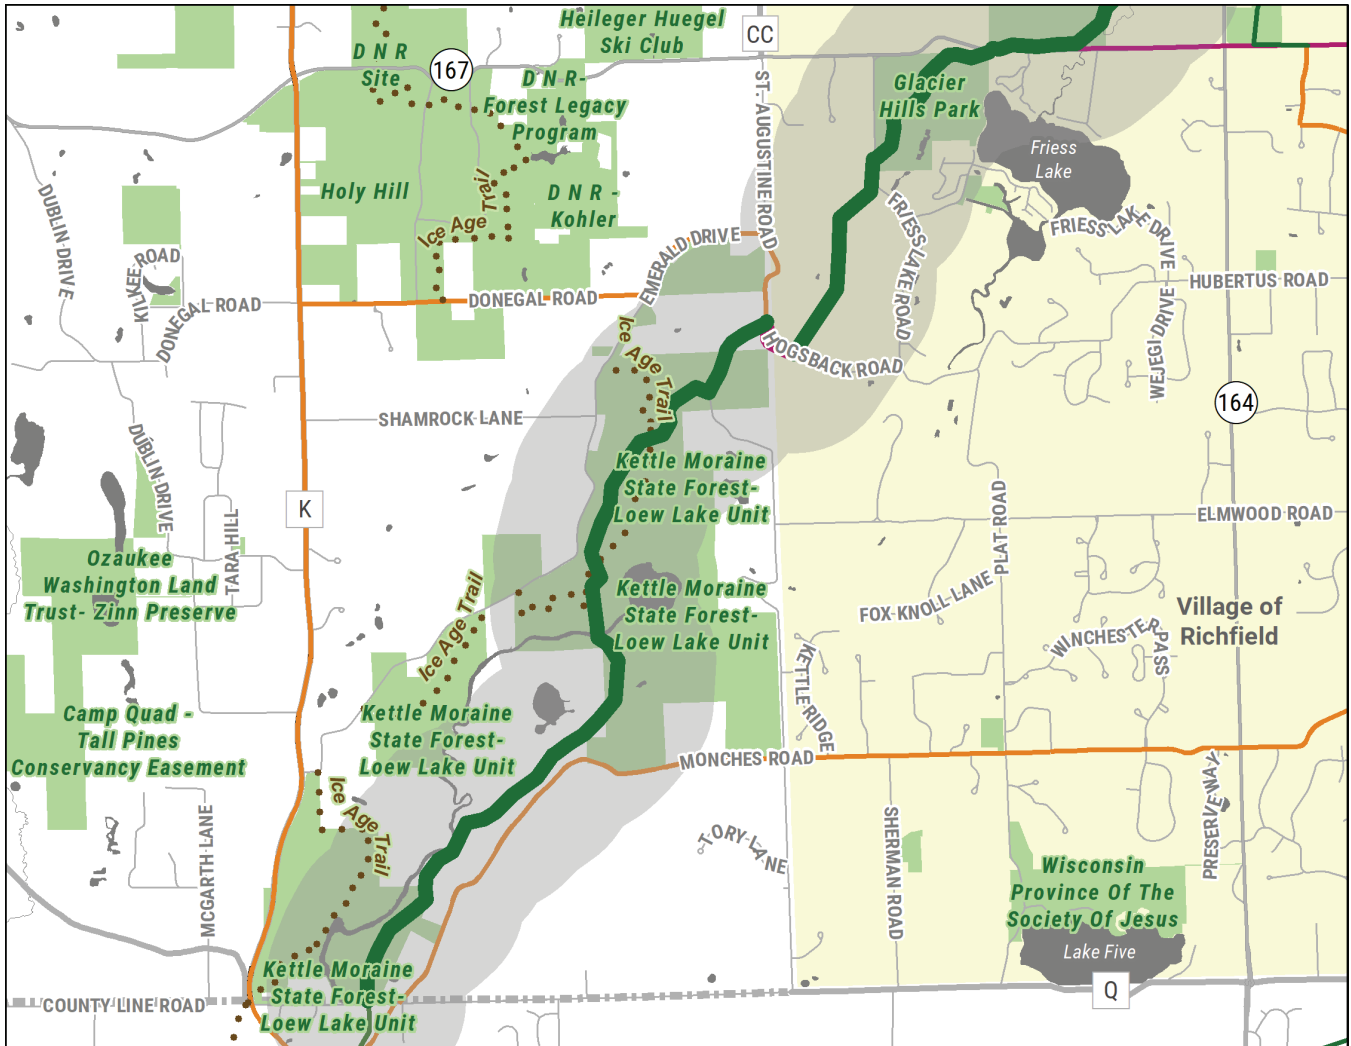 Heileger Huegel
Ski Club
CC
D N R
Site
167
D N R-
Forest Legacy
Program
Glacier
Hills Park
ST. AUGUSTINE ROAD
Friess
Lake
Holy Hill
Ice Age Trail
D N R -
Kohler
DUBLIN DRIVE
KILKEE ROAD
DONEGAL ROAD
DONEGAL ROAD
EMERALD DRIVE
FRIESS LAKE ROAD
FRIESS LAKE DRIVE
HUBERTUS ROAD
WEJEGI DRIVE
Ice Age Trail
HOGSBACK ROAD
164
SHAMROCK LANE
DUBLIN DRIVE
Kettle Moraine
State Forest-
Loew Lake Unit
K
TARA HILL
PLAT ROAD
ELMWOOD ROAD
Ozaukee
Washington Land
Trust- Zinn Preserve
Ice Age Trail
Kettle Moraine
State Forest-
Loew Lake Unit
FOX KNOLL LANE
Village of
Richfield
WINCHESTER PASS
KETTLE RIDGE
Camp Quad -
Tall Pines
Conservancy Easement
Kettle Moraine
State Forest-
Loew Lake Unit
MONCHES ROAD
Ice Age Trail
MCGARTH LANE
TORY LANE
SHERMAN ROAD
PRESERVE WAY
Wisconsin
Province Of The
Society Of Jesus
Lake Five
Kettle Moraine
State Forest-
Loew Lake Unit
COUNTY LINE ROAD
Q